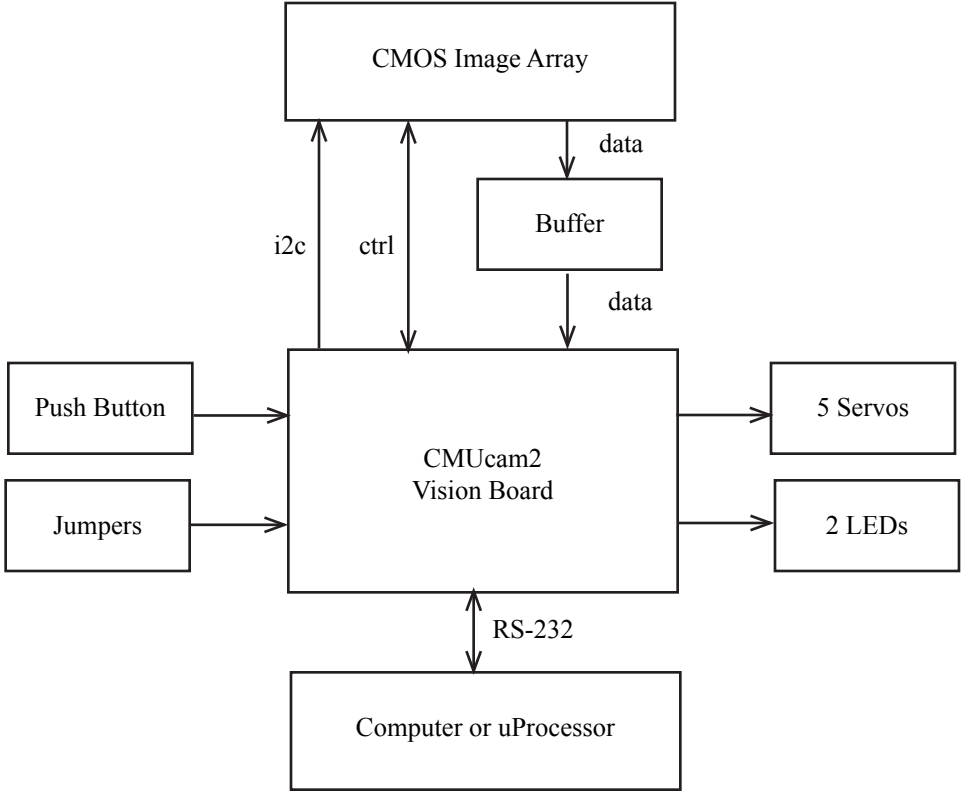 CMOS Image Array
data
Buffer
i2c
ctrl
data
Push Button
5 Servos
CMUcam2
Vision Board
Jumpers
2 LEDs
RS-232
Computer or uProcessor